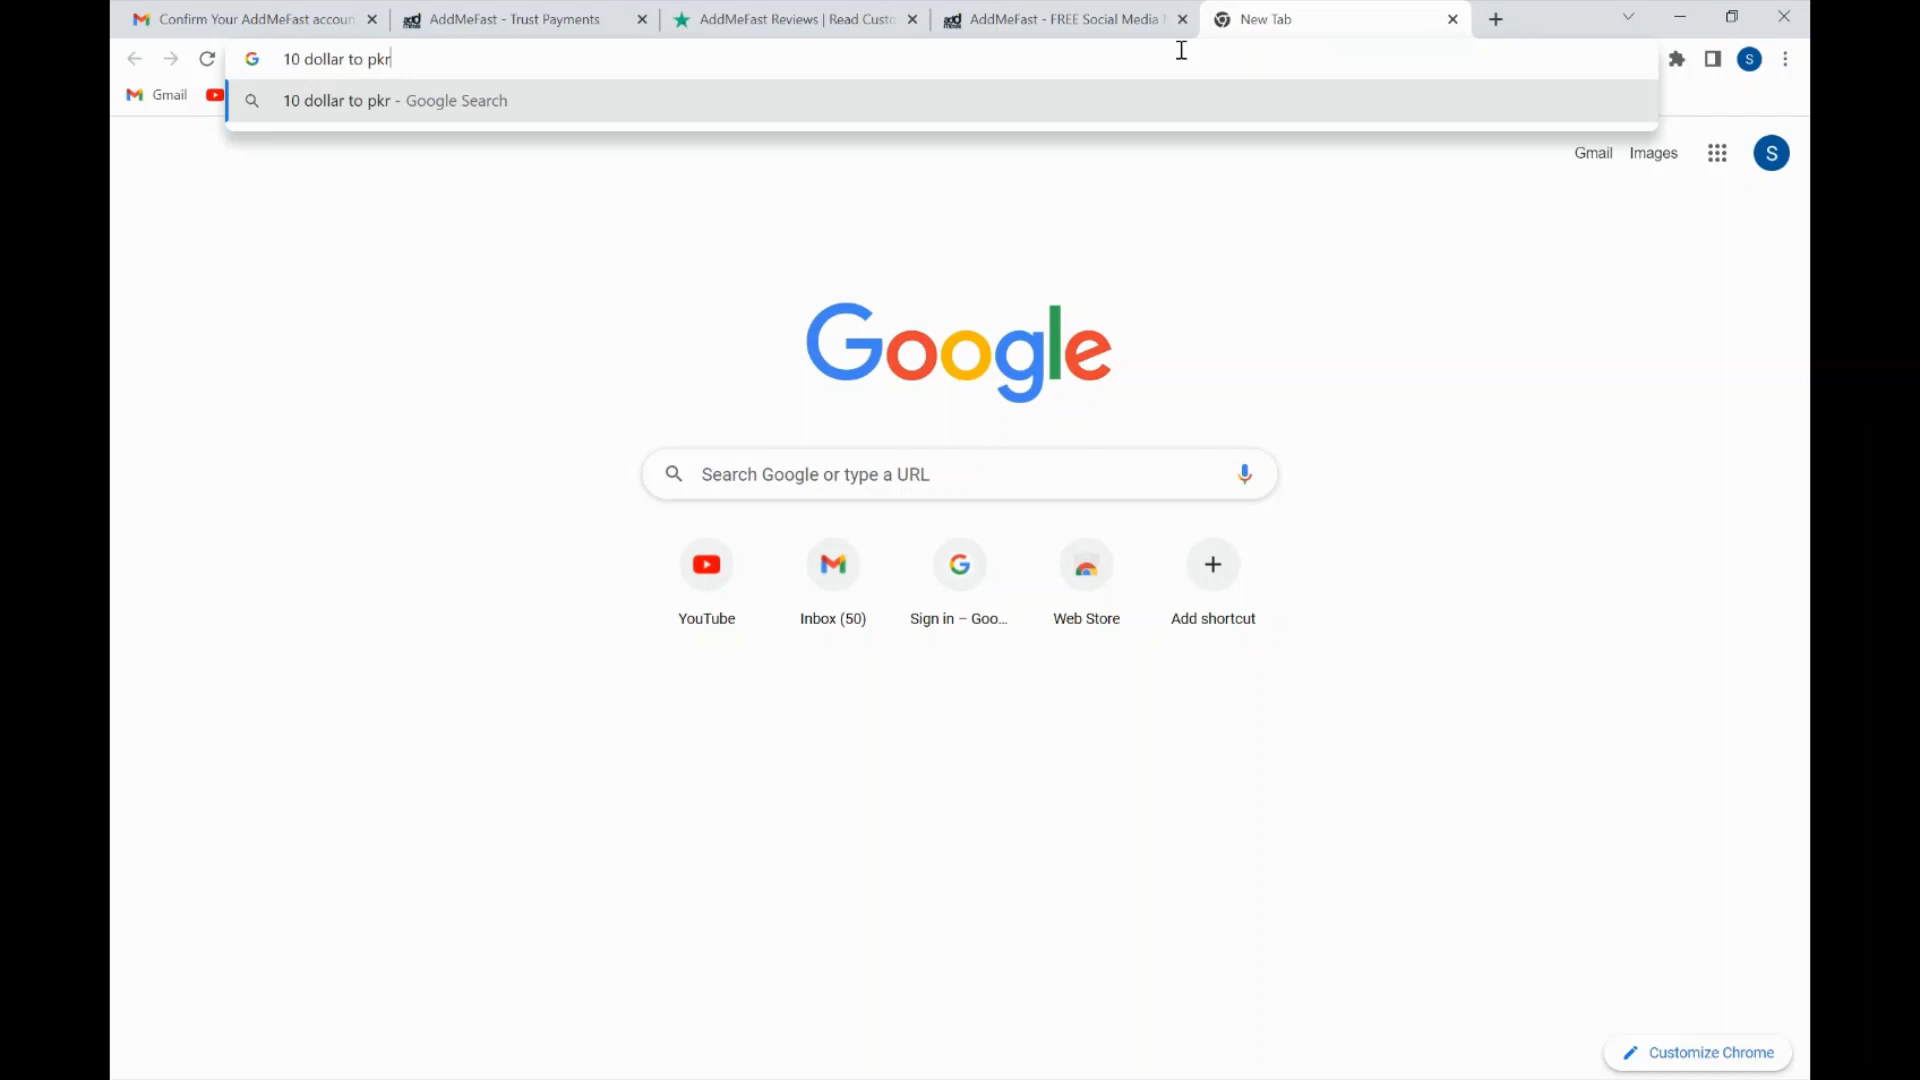 Confirm Your AddMeFast accoun
AddMeFast - Trust Payments
AddMeFast Reviews | Read Custo
AddMeFast - FREE Social Media
New Tab
10 dollar to pkr
S
10 dollar to pkr - Google Search
Gmail
Gmail
Images
S
Google
Search Google or type a URL
YouTube
Inbox (50)
Sign in – Goo...
Web Store
Add shortcut
Customize Chrome